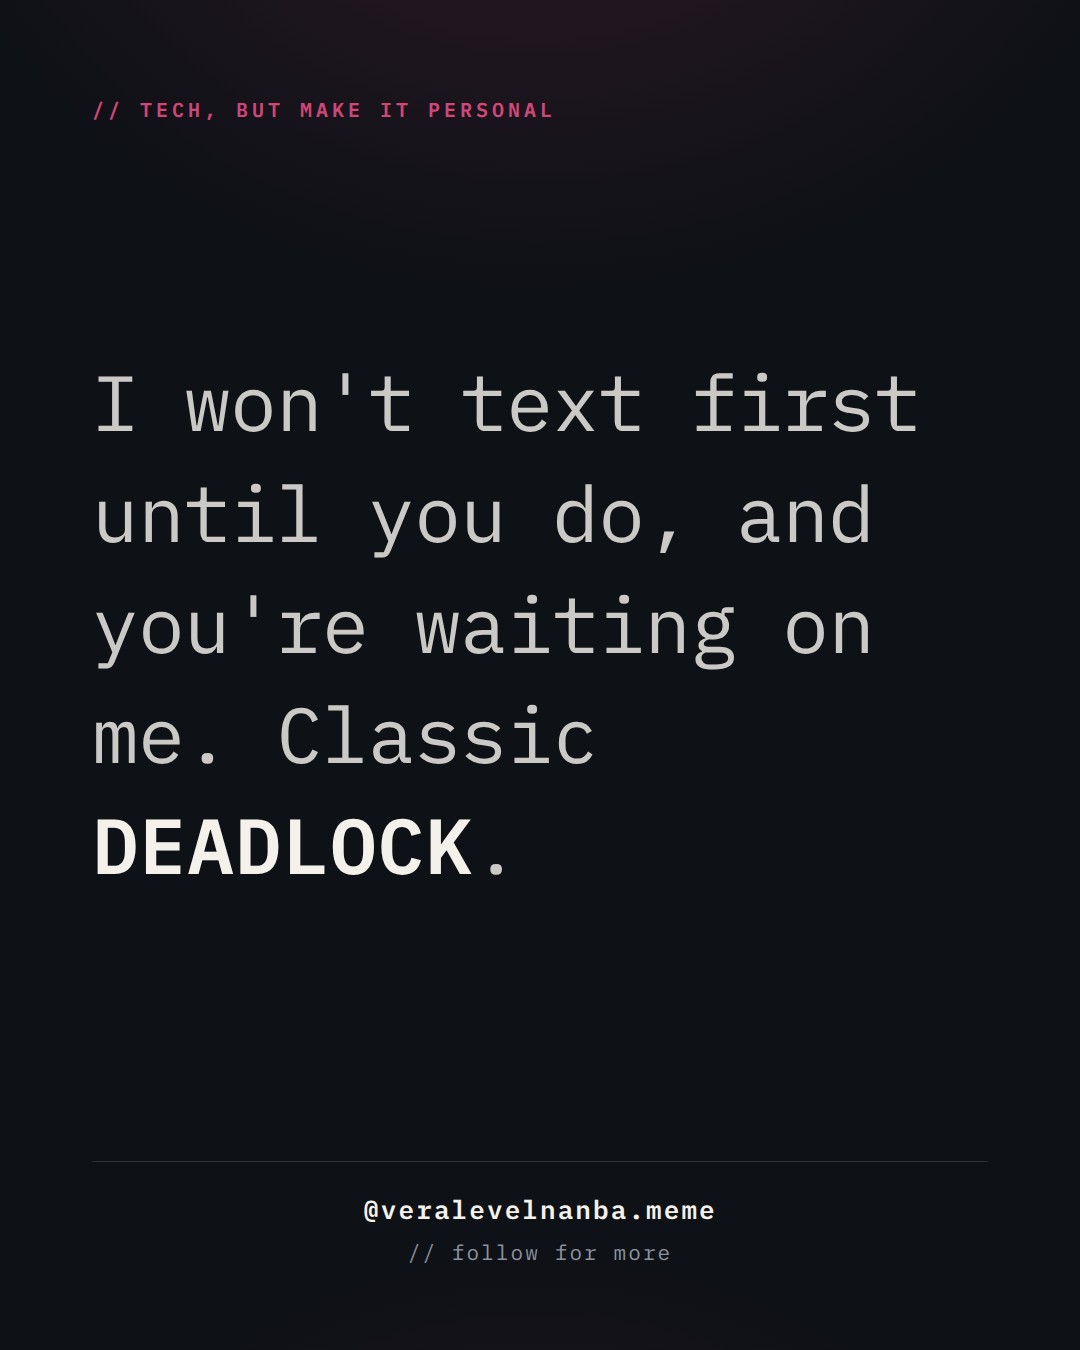 // TECH, BUT MAKE IT PERSONAL
I won't text first
until you do, and
you're waiting on
me. Classic
DEADLOCK.
@veralevelnanba.meme
// follow for more